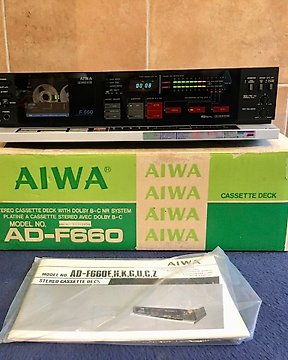 AIWA
F660
AIWA
AIWA
AIWA
AIWA
AIWA
CASSETTE DECK
STEREO CASSETTE DECK WITH DOLBY B-C NR SYSTEM
PLATINE A CASSETTE STEREO AVEC DOLBY B-C
MODEL NO.
AD-F660
AIWA
MODEL NO. AD-F660E,H,K,G,U,C,Z
STEREO CASSETTE DECK